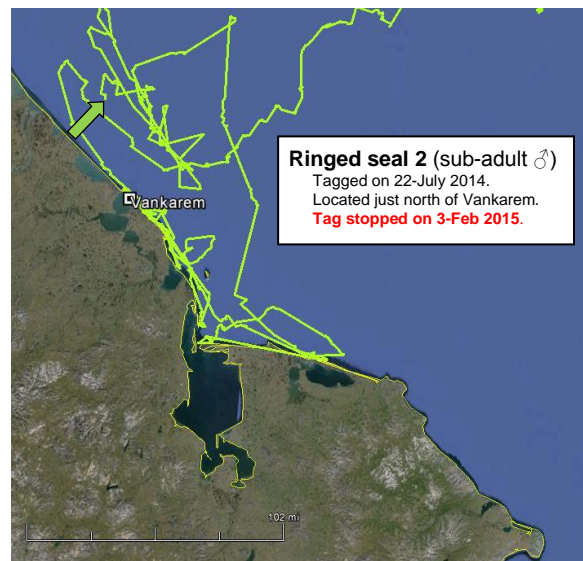 Ringed seal 2 (sub-adult ♂)
Tagged on 22-July 2014.
Located just north of Vankarem.
Tag stopped on 3-Feb 2015.
Vankarem
102 mi